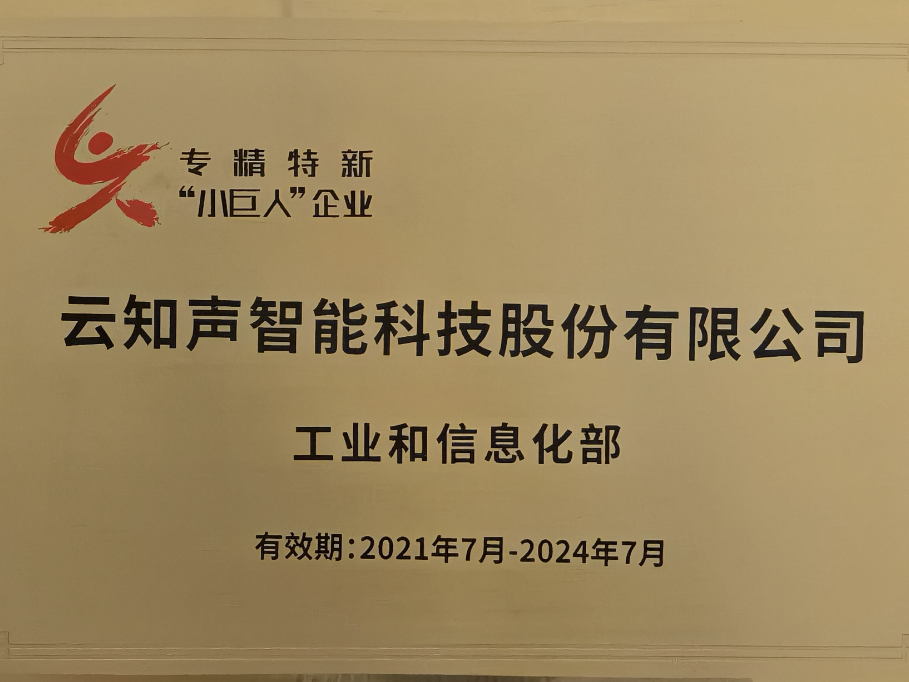 专精特新
“小巨人”企业
云知声智能科技股份有限公司
工业和信息化部
有效期:2021年7月-2024年7月